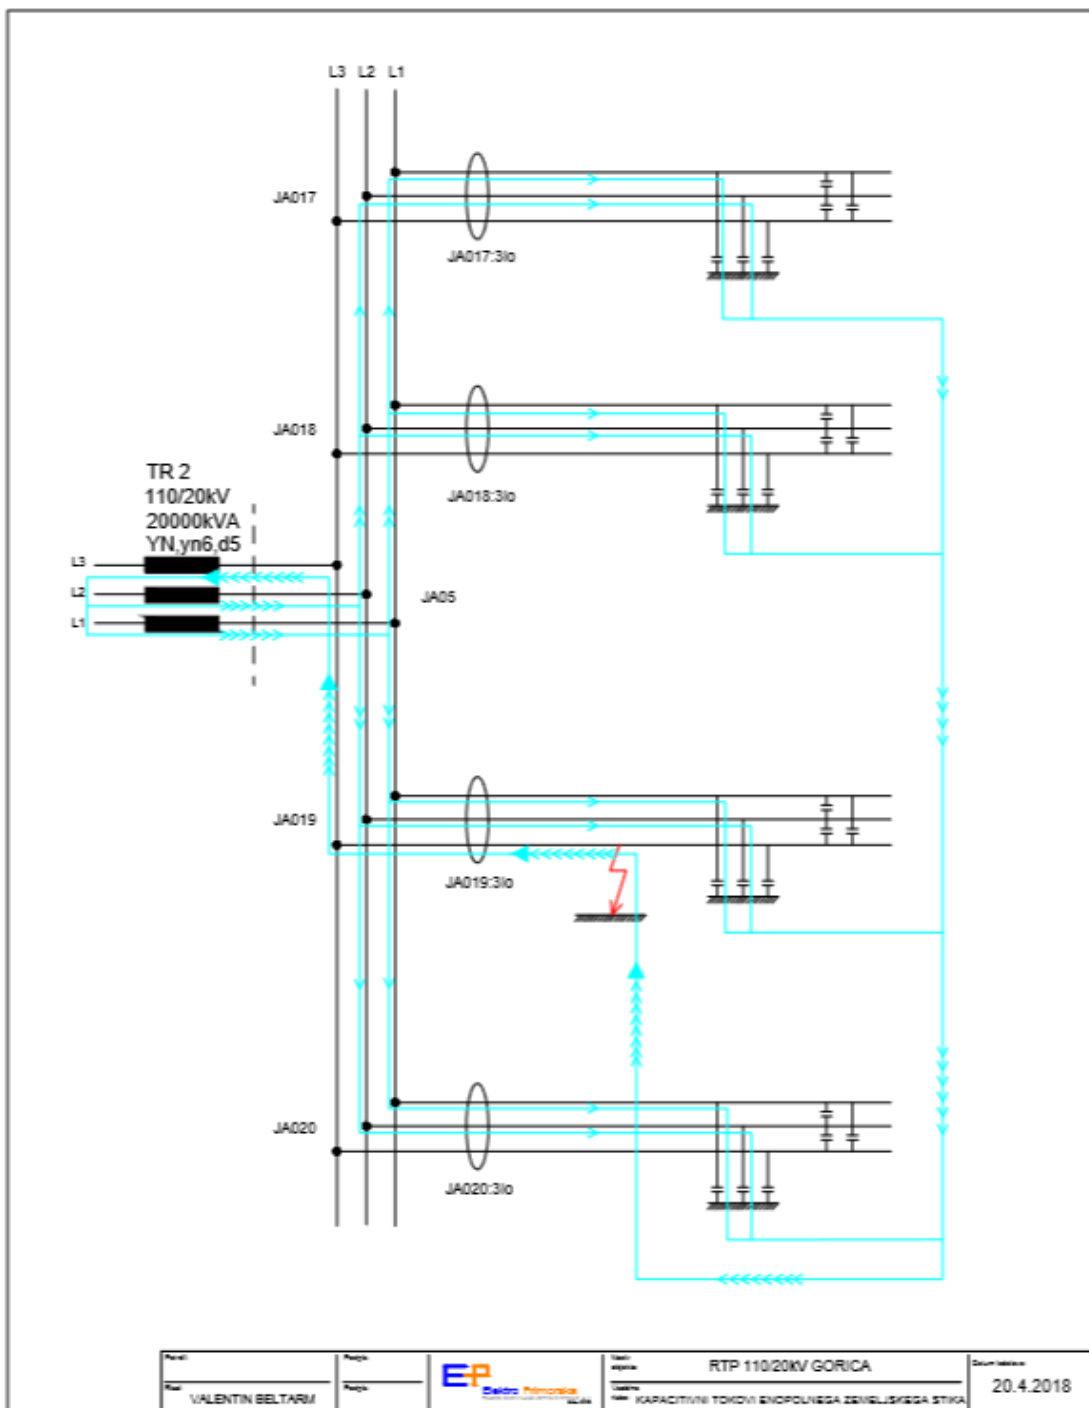 L3 L2 L1
JA017
JA017:3Io
JA018
JA018:3Io
TR 2
110/20kV
20000kVA
YN,yn6,d5
L3
L2
L1
JA05
JA019
JA019:3Io
JA020
JA020:3Io
VALENTIN BELTARM
Elektro Primorska
RTP 110/20kV GORICA
KAPACITIVNI TOKOVI ENOPOLNEGA ZEMELJSKEGA STIKA
20.4.2018